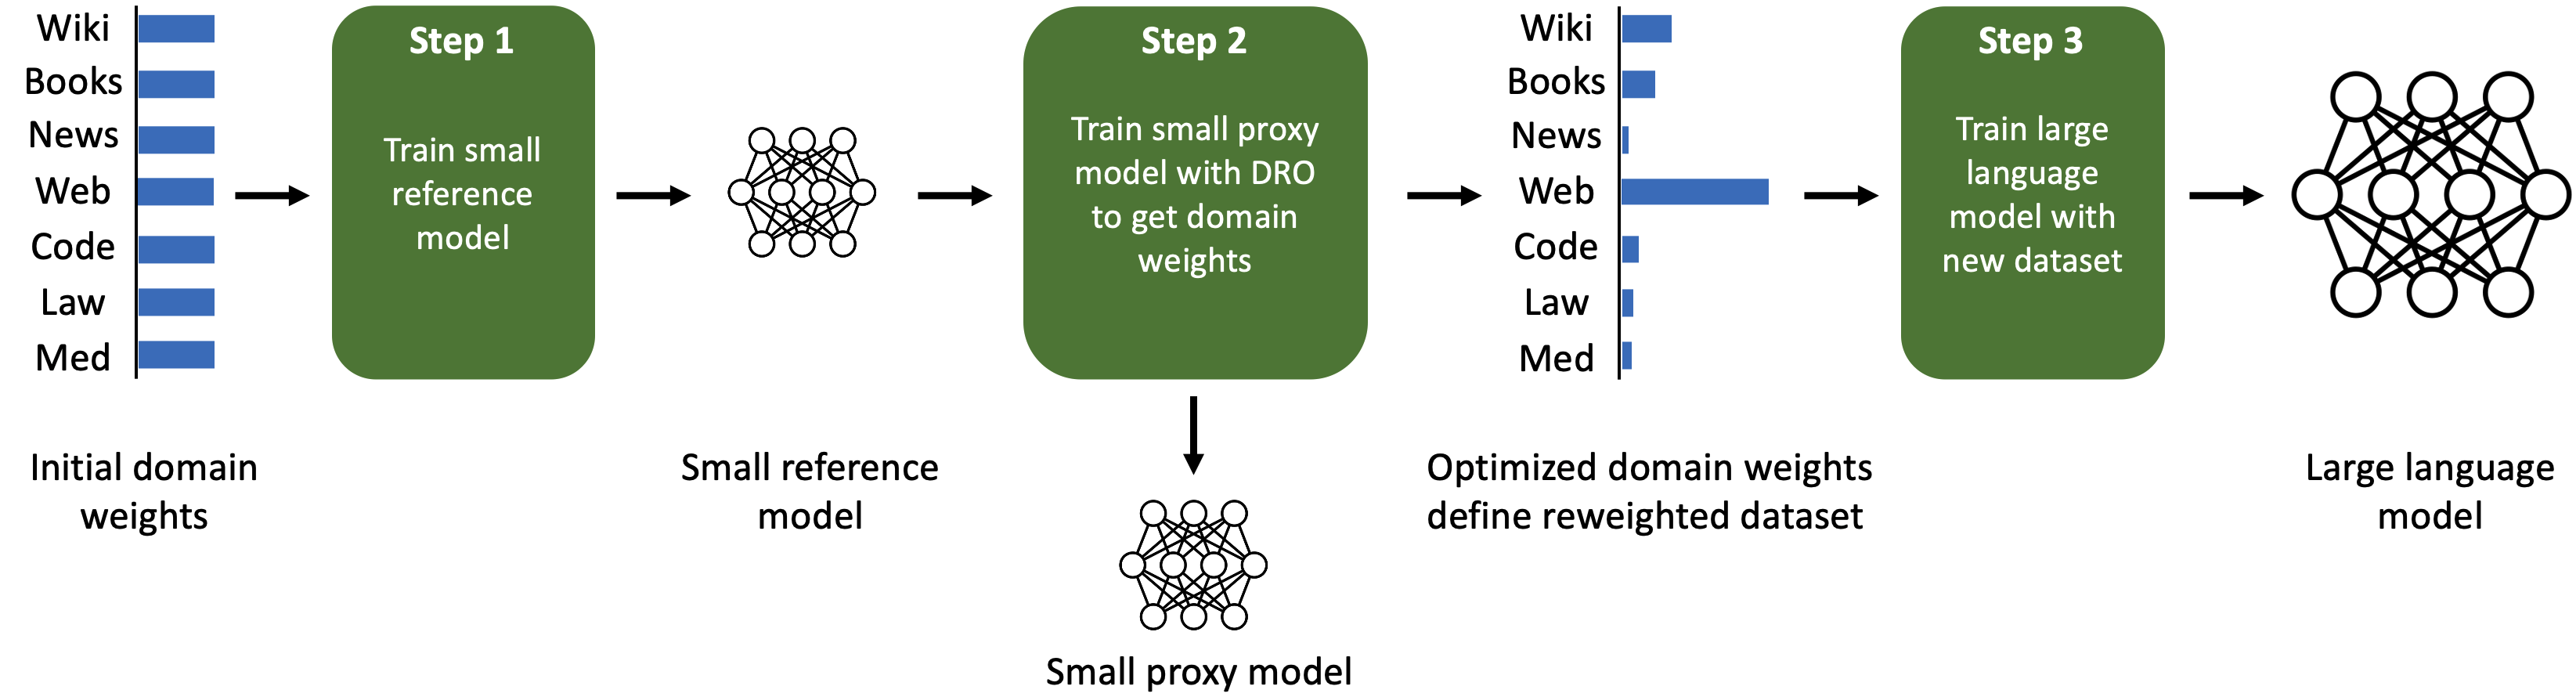 Wiki
Books
News
Web
Code
Law
Med
Initial domain
weights
Step 1
Train small
reference
model
Small reference
model
Step 2
Train small proxy
model with DRO
to get domain
weights
Small proxy model
Wiki
Books
News
Web
Code
Law
Med
Optimized domain weights
define reweighted dataset
Step 3
Train large
language
model with
new dataset
Large language
model